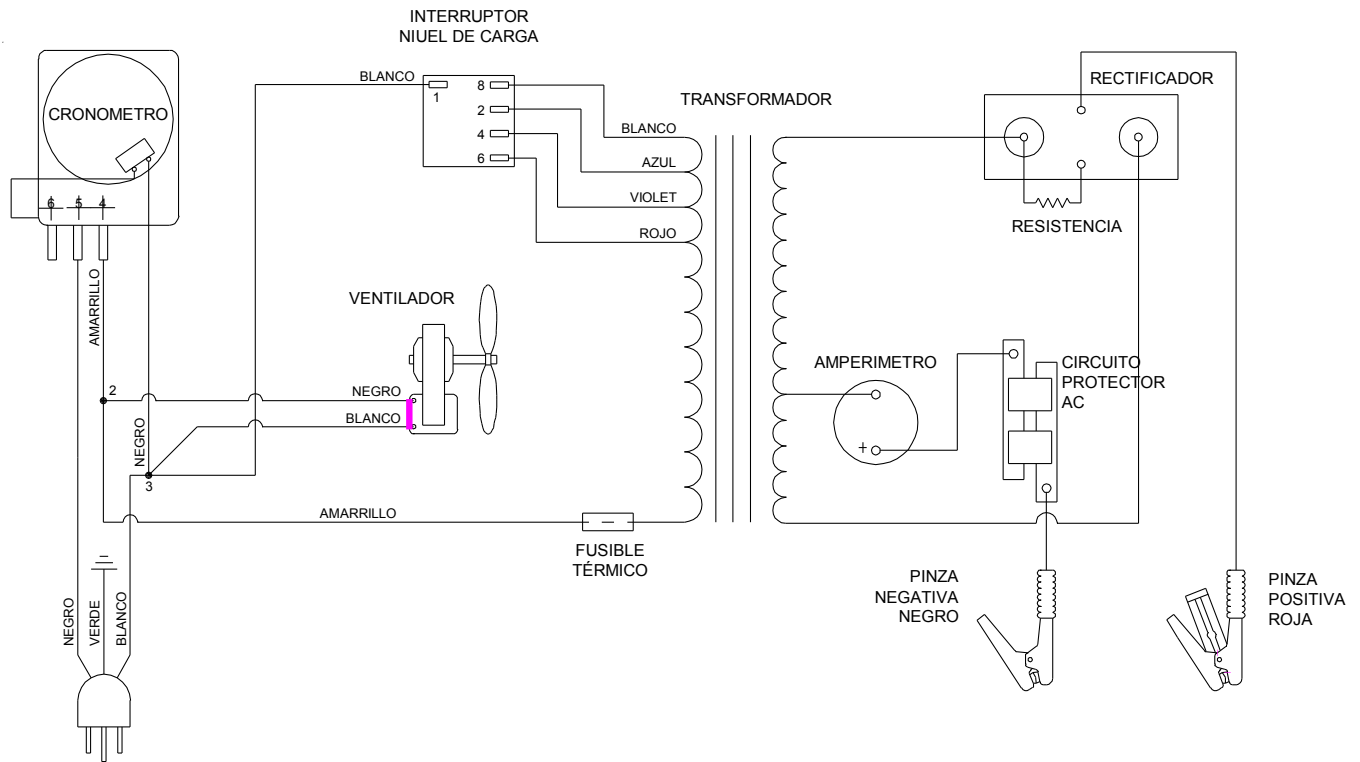 INTERRUPTOR
NIUEL DE CARGA
CRONOMETRO
6 5 4
BLANCO
1
8
2
4
6
TRANSFORMADOR
BLANCO
AZUL
VIOLET
ROJO
RECTIFICADOR
RESISTENCIA
AMARRILLO
VENTILADOR
2
NEGRO
BLANCO
NEGRO
3
AMPERIMETRO
+
CIRCUITO
PROTECTOR
AC
AMARRILLO
FUSIBLE
TÉRMICO
NEGRO
VERDE
BLANCO
PINZA
NEGATIVA
NEGRO
PINZA
POSITIVA
ROJA